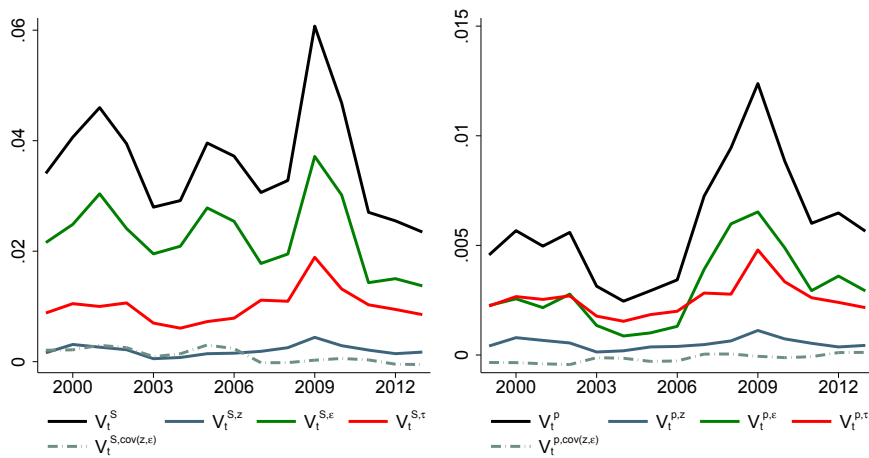 .06
.04
.02
0
2000 2003 2006 2009 2012
V_t^S V_t^{S,z} V_t^{S,ε} V_t^{S,τ}
V_t^{S,cov(z,ε)}
.015
.01
.005
0
2000 2003 2006 2009 2012
V_t^p V_t^{p,z} V_t^{p,ε} V_t^{p,τ}
V_t^{p,cov(z,ε)}